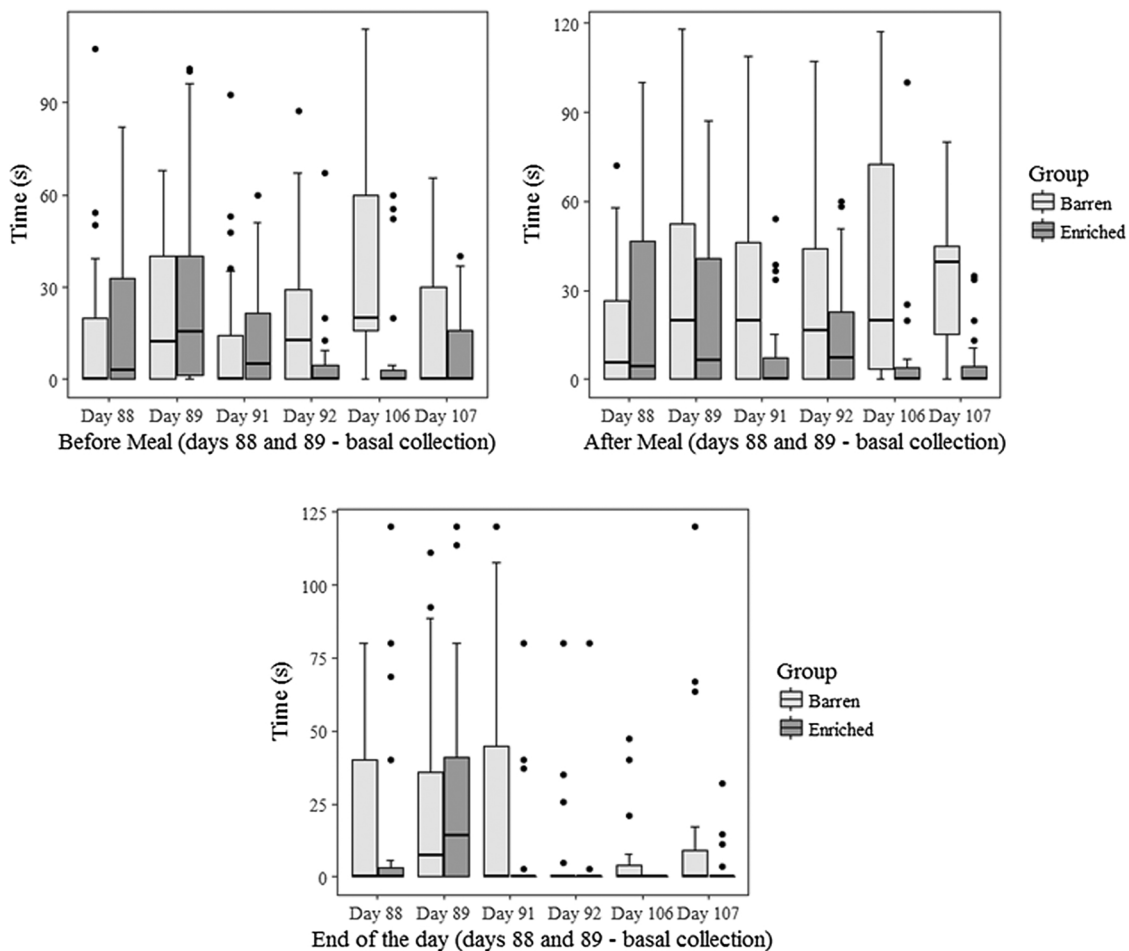 90
60
30
0
Time (s)
Day 88 Day 89 Day 91 Day 92 Day 106 Day 107
Before Meal (days 88 and 89 - basal collection)
120
90
60
30
0
Time (s)
Day 88 Day 89 Day 91 Day 92 Day 106 Day 107
After Meal (days 88 and 89 - basal collection)
Group
Barren
Enriched
125
100
75
50
25
0
Time (s)
Day 88 Day 89 Day 91 Day 92 Day 106 Day 107
End of the day (days 88 and 89 - basal collection)
Group
Barren
Enriched